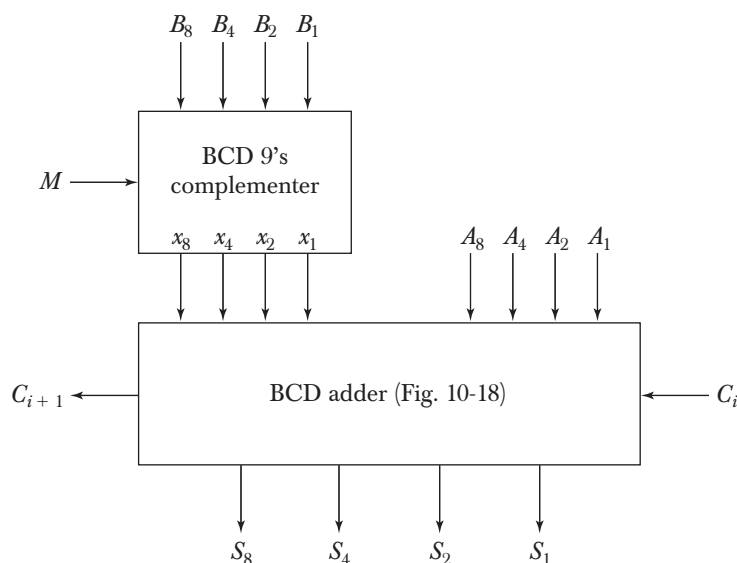 B8 B4 B2 B1
M
BCD 9's
complementer
x8 x4 x2 x1
A8 A4 A2 A1
Ci + 1
BCD adder (Fig. 10-18)
Ci
S8 S4 S2 S1